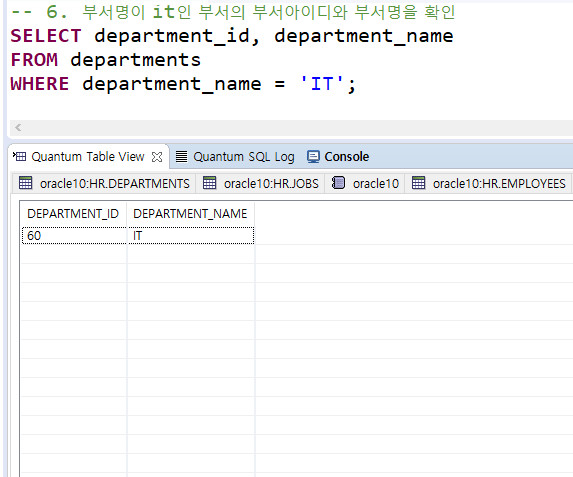 -- 6. 부서명이 it인 부서의 부서아이디와 부서명을 확인
SELECT department_id, department_name
FROM departments
WHERE department_name = 'IT';
Quantum Table View Quantum SQL Log Console
oracle10:HR.DEPARTMENTS oracle10:HR.JOBS oracle10 oracle10:HR.EMPLOYEES
DEPARTMENT_ID DEPARTMENT_NAME
60 IT